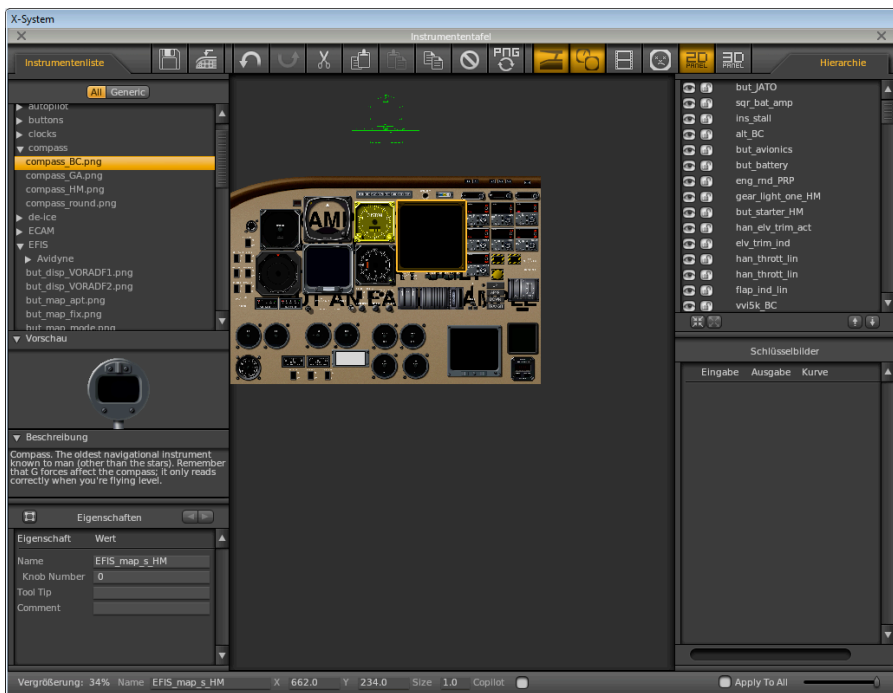 X-System
Instrumententafel
Instrumentenliste
PNG
2D
PANEL
3D
PANEL
Hierarchie
All Generic
autopilot
buttons
clocks
compass
compass_BC.png
compass_GA.png
compass_HM.png
compass_round.png
de-ice
ECAM
EFIS
Avidyne
but_disp_VORADF1.png
but_disp_VORADF2.png
but_map_apt.png
but_map_fix.png
but_map_mode.png
Vorschau
Beschreibung
Compass. The oldest navigational instrument
known to man (other than the stars). Remember
that G forces affect the compass; it only reads
correctly when you're flying level.
Eigenschaften
Eigenschaft Wert
Name EFIS_map_s_HM
Knob Number 0
Tool Tip
Comment
but_JATO
sqr_bat_amp
ins_stall
alt_BC
but_avionics
but_battery
eng_rnd_PRP
gear_light_one_HM
but_starter_HM
han_elv_trim_act
elv_trim_ind
han_thrott_lin
han_thrott_lin
flap_ind_lin
vvi5k_BC
Schlüsselbilder
Eingabe Ausgabe Kurve
Vergrößerung: 34% Name EFIS_map_s_HM X 662.0 Y 234.0 Size 1.0 Copilot
Apply To All